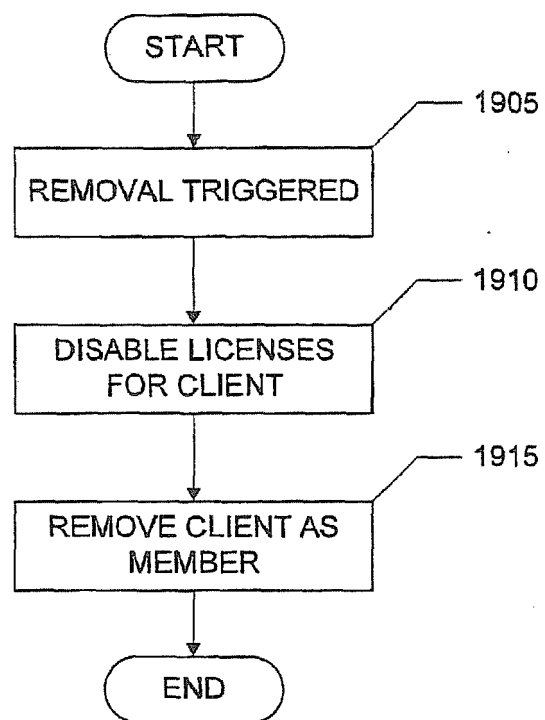 START
1905
REMOVAL TRIGGERED
1910
DISABLE LICENSES
FOR CLIENT
1915
REMOVE CLIENT AS
MEMBER
END